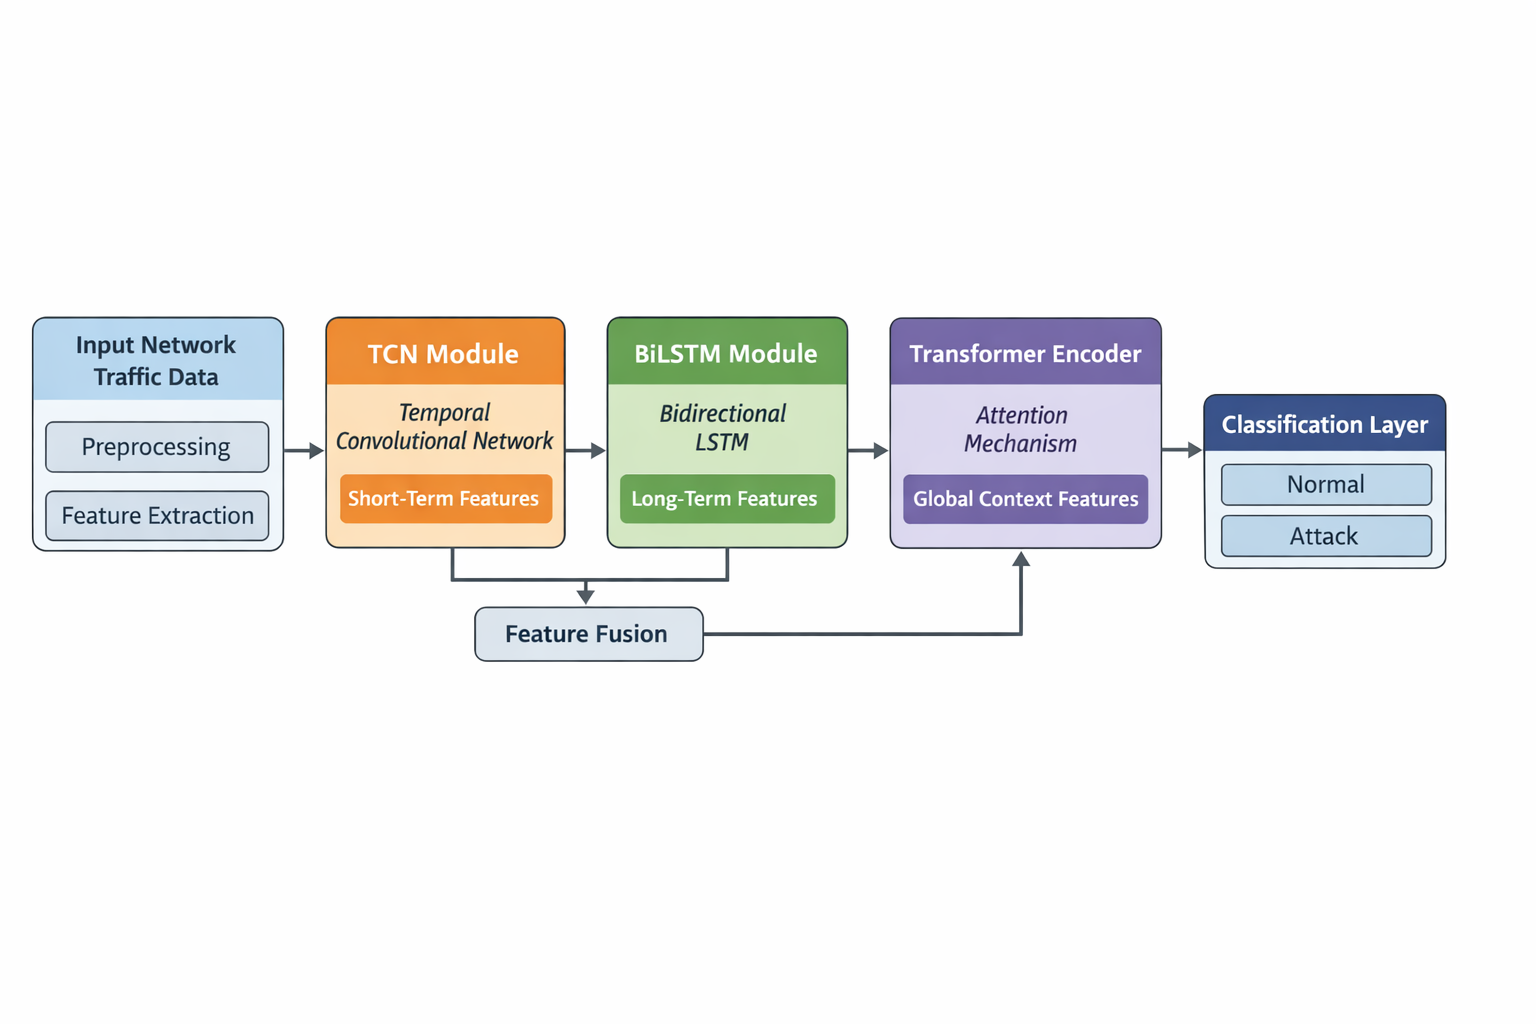 Input Network
Traffic Data
Preprocessing
Feature Extraction
TCN Module
Temporal
Convolutional Network
Short-Term Features
BiLSTM Module
Bidirectional
LSTM
Long-Term Features
Transformer Encoder
Attention
Mechanism
Global Context Features
Classification Layer
Normal
Attack
Feature Fusion